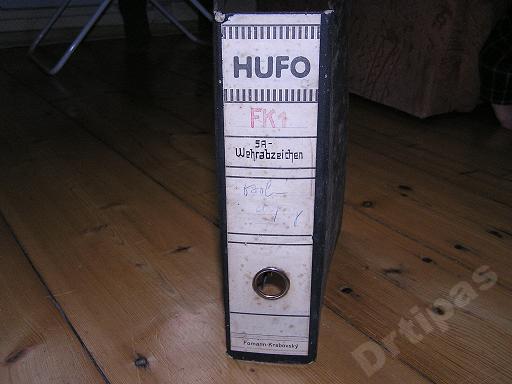 HUFO
FK1
SA-
Wehrabzeichen
Fomann-Krabovský
Drtipas